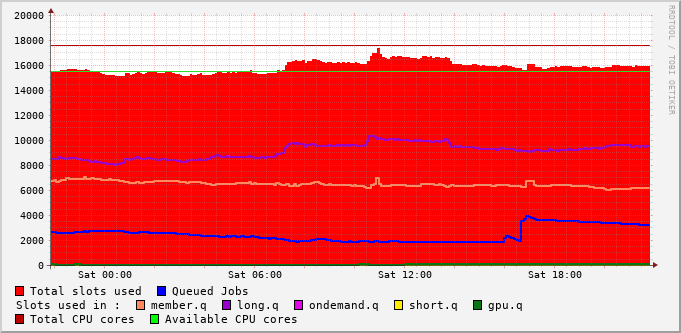 20000
18000
16000
14000
12000
10000
8000
6000
4000
2000
0
Sat 00:00 Sat 06:00 Sat 12:00 Sat 18:00
RRDTOOL / TOBI OETIKER
Total slots used Queued Jobs
Slots used in : member.q long.q ondemand.q short.q gpu.q
Total CPU cores Available CPU cores